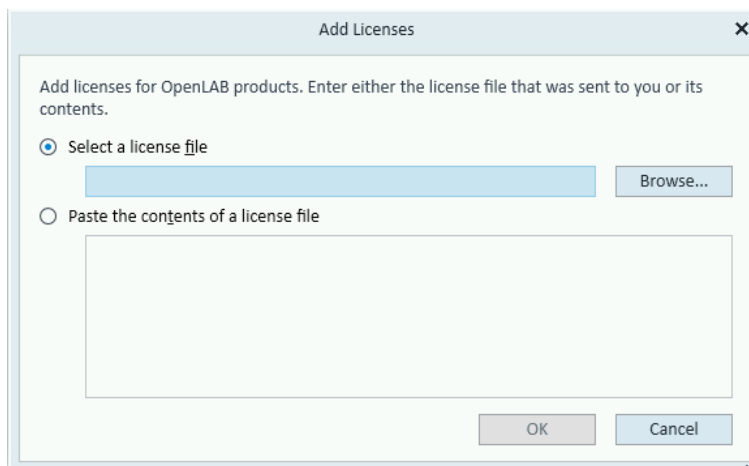 Add Licenses
Add licenses for OpenLAB products. Enter either the license file that was sent to you or its
contents.
Select a license file
Browse...
Paste the contents of a license file
OK
Cancel